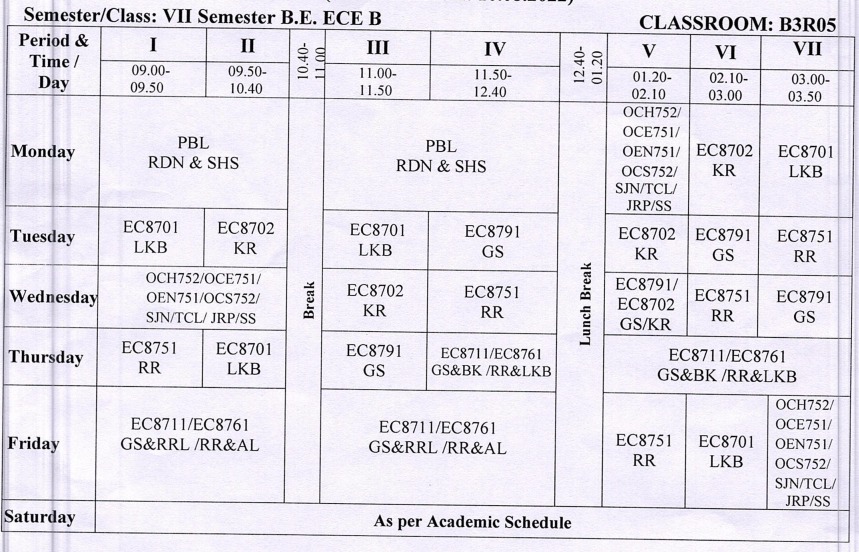 Semester/Class: VII Semester B.E. ECE B
CLASSROOM: B3R05
Period & Time / Day
I
II
10.40-11.00
III
IV
12.40-01.20
V
VI
VII
09.00-09.50
09.50-10.40
11.00-11.50
11.50-12.40
01.20-02.10
02.10-03.00
03.00-03.50
Monday
PBL
RDN & SHS
PBL
RDN & SHS
OCH752/
OCE751/
OEN751/
OCS752/
SJN/TCL/
JRP/SS
EC8702
KR
EC8701
LKB
Tuesday
EC8701
LKB
EC8702
KR
EC8701
LKB
EC8791
GS
EC8702
KR
EC8791
GS
EC8751
RR
Wednesday
OCH752/OCE751/
OEN751/OCS752/
SJN/TCL/ JRP/SS
Break
EC8702
KR
EC8751
RR
Lunch Break
EC8791/
EC8702
GS/KR
EC8751
RR
EC8791
GS
Thursday
EC8751
RR
EC8701
LKB
EC8791
GS
EC8711/EC8761
GS&BK /RR&LKB
EC8711/EC8761
GS&BK /RR&LKB
Friday
EC8711/EC8761
GS&RRL /RR&AL
EC8711/EC8761
GS&RRL /RR&AL
EC8751
RR
EC8701
LKB
OCH752/
OCE751/
OEN751/
OCS752/
SJN/TCL/
JRP/SS
Saturday
As per Academic Schedule